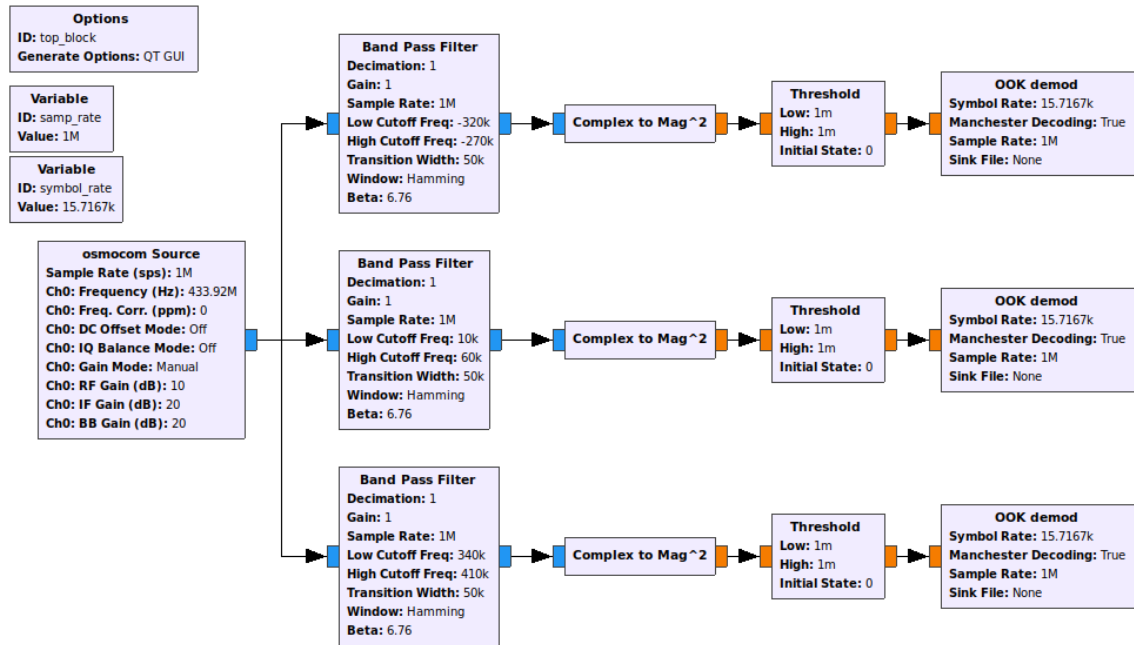 Options
ID: top_block
Generate Options: QT GUI
Variable
ID: samp_rate
Value: 1M
Variable
ID: symbol_rate
Value: 15.7167k
osmocom Source
Sample Rate (sps): 1M
Ch0: Frequency (Hz): 433.92M
Ch0: Freq. Corr. (ppm): 0
Ch0: DC Offset Mode: Off
Ch0: IQ Balance Mode: Off
Ch0: Gain Mode: Manual
Ch0: RF Gain (dB): 10
Ch0: IF Gain (dB): 20
Ch0: BB Gain (dB): 20
Band Pass Filter
Decimation: 1
Gain: 1
Sample Rate: 1M
Low Cutoff Freq: -320k
High Cutoff Freq: -270k
Transition Width: 50k
Window: Hamming
Beta: 6.76
Complex to Mag^2
Threshold
Low: 1m
High: 1m
Initial State: 0
OOK demod
Symbol Rate: 15.7167k
Manchester Decoding: True
Sample Rate: 1M
Sink File: None
Band Pass Filter
Decimation: 1
Gain: 1
Sample Rate: 1M
Low Cutoff Freq: 10k
High Cutoff Freq: 60k
Transition Width: 50k
Window: Hamming
Beta: 6.76
Complex to Mag^2
Threshold
Low: 1m
High: 1m
Initial State: 0
OOK demod
Symbol Rate: 15.7167k
Manchester Decoding: True
Sample Rate: 1M
Sink File: None
Band Pass Filter
Decimation: 1
Gain: 1
Sample Rate: 1M
Low Cutoff Freq: 340k
High Cutoff Freq: 410k
Transition Width: 50k
Window: Hamming
Beta: 6.76
Complex to Mag^2
Threshold
Low: 1m
High: 1m
Initial State: 0
OOK demod
Symbol Rate: 15.7167k
Manchester Decoding: True
Sample Rate: 1M
Sink File: None